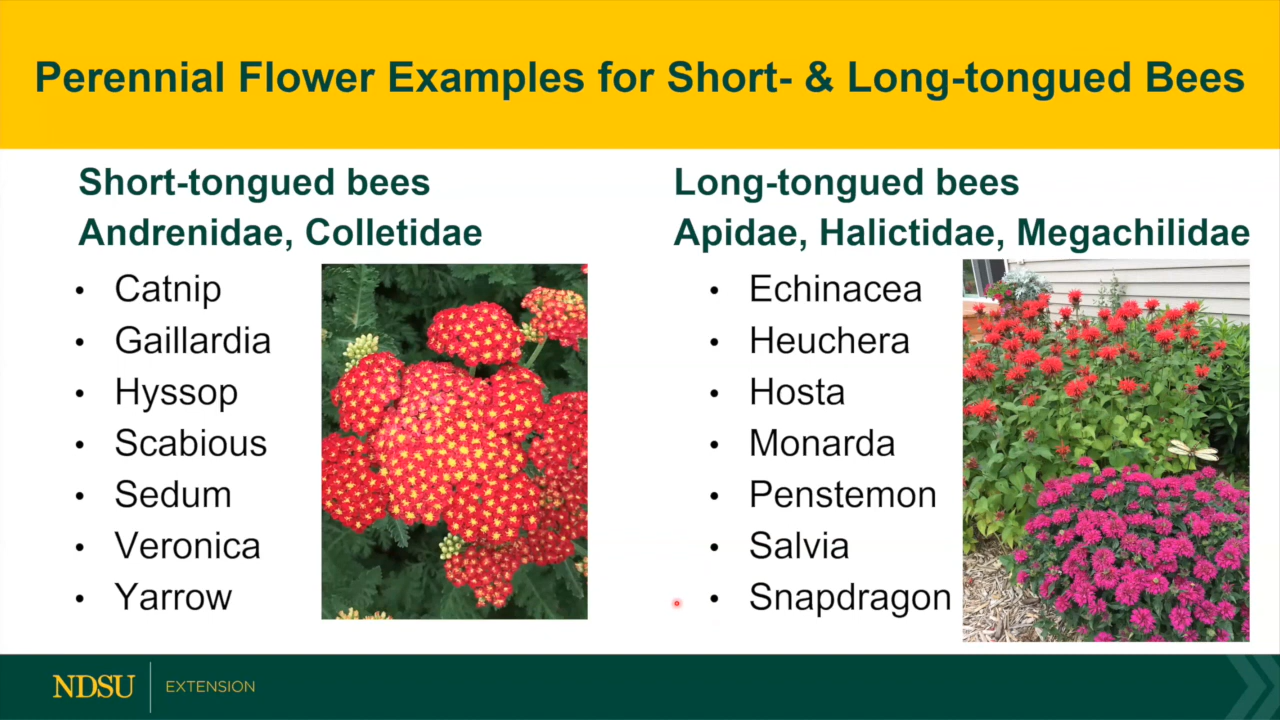 Perennial Flower Examples for Short- & Long-tongued Bees
Short-tongued bees
Andrenidae, Colletidae
• Catnip
• Gaillardia
• Hyssop
• Scabious
• Sedum
• Veronica
• Yarrow
Long-tongued bees
Apidae, Halictidae, Megachilidae
• Echinacea
• Heuchera
• Hosta
• Monarda
• Penstemon
• Salvia
• Snapdragon
NDSU EXTENSION